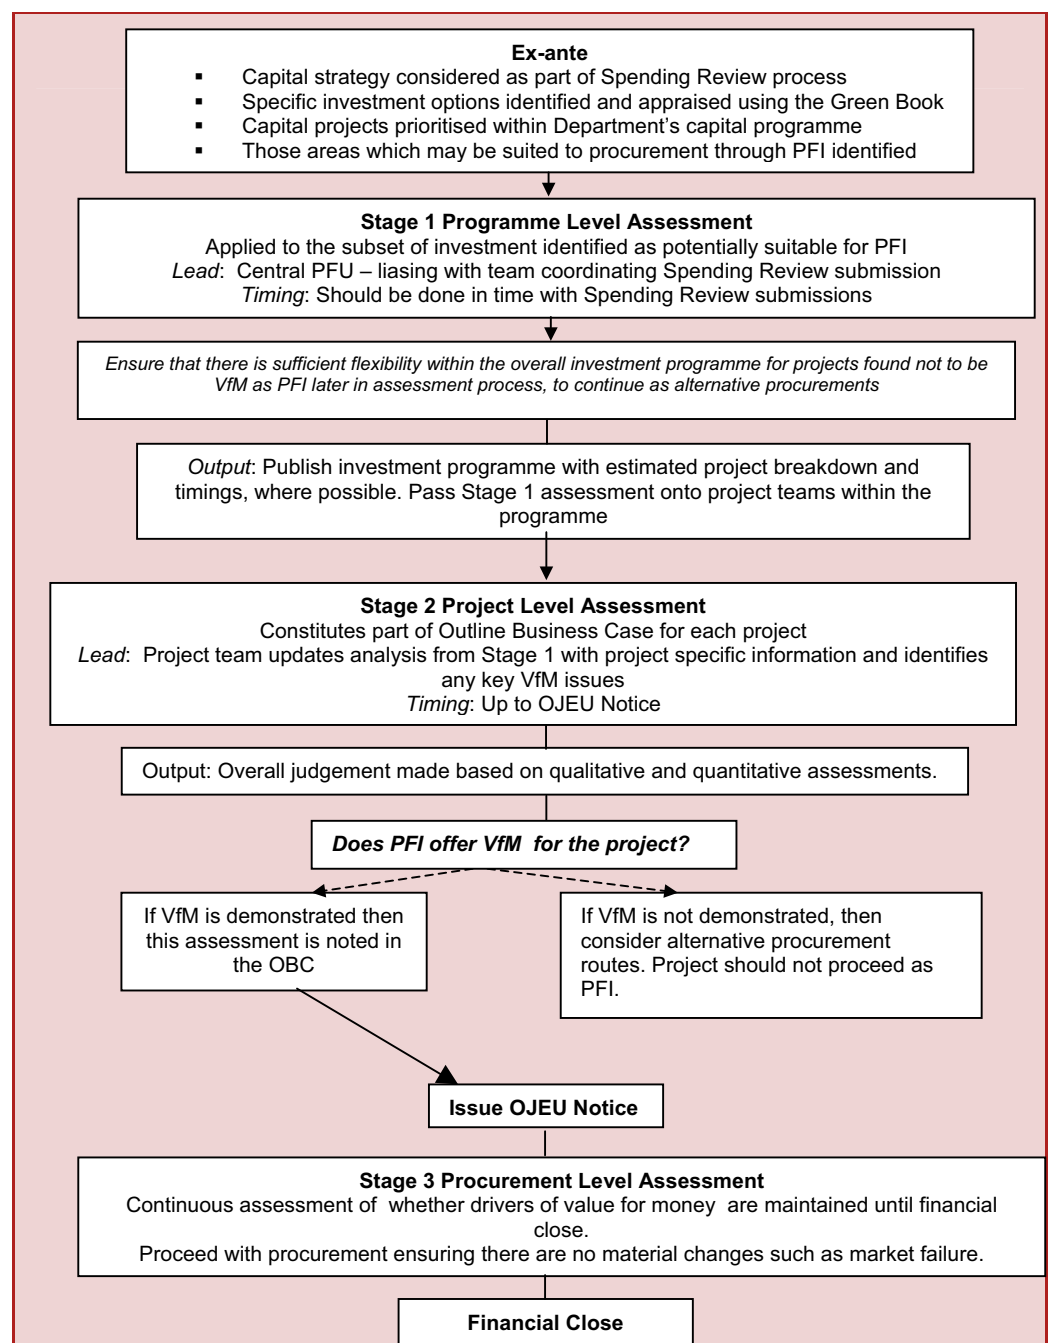 Ex-ante
▪ Capital strategy considered as part of Spending Review process
▪ Specific investment options identified and appraised using the Green Book
▪ Capital projects prioritised within Department's capital programme
▪ Those areas which may be suited to procurement through PFI identified
Stage 1 Programme Level Assessment
Applied to the subset of investment identified as potentially suitable for PFI
Lead: Central PFU – liasing with team coordinating Spending Review submission
Timing: Should be done in time with Spending Review submissions
Ensure that there is sufficient flexibility within the overall investment programme for projects found not to be
VfM as PFI later in assessment process, to continue as alternative procurements
Output: Publish investment programme with estimated project breakdown and
timings, where possible. Pass Stage 1 assessment onto project teams within the
programme
Stage 2 Project Level Assessment
Constitutes part of Outline Business Case for each project
Lead: Project team updates analysis from Stage 1 with project specific information and identifies
any key VfM issues
Timing: Up to OJEU Notice
Output: Overall judgement made based on qualitative and quantitative assessments.
Does PFI offer VfM for the project?
If VfM is demonstrated then
this assessment is noted in
the OBC
If VfM is not demonstrated, then
consider alternative procurement
routes. Project should not proceed as
PFI.
Issue OJEU Notice
Stage 3 Procurement Level Assessment
Continuous assessment of whether drivers of value for money are maintained until financial
close.
Proceed with procurement ensuring there are no material changes such as market failure.
Financial Close